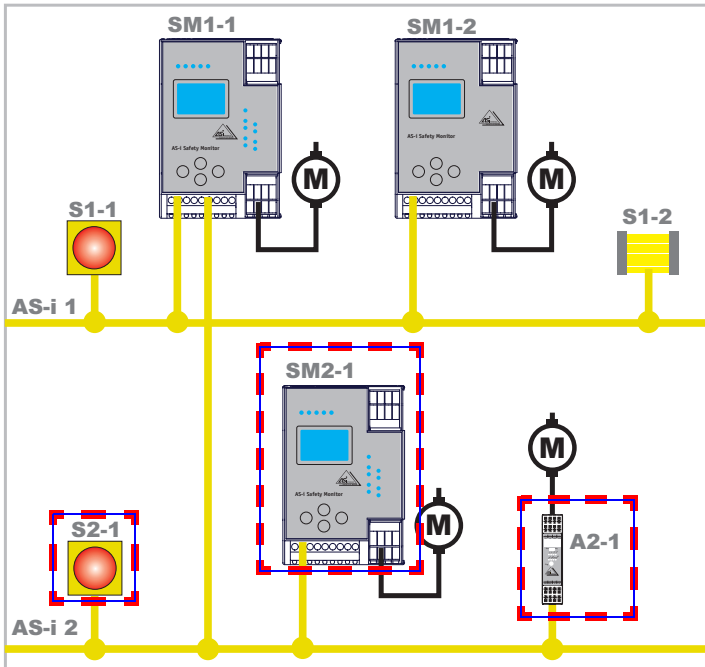 SM1-1
SM1-2
AS-i Safety Monitor
AS-i Safety Monitor
M
M
S1-1
S1-2
AS-i 1
SM2-1
AS-i Safety Monitor
M
M
S2-1
A2-1
AS-i 2